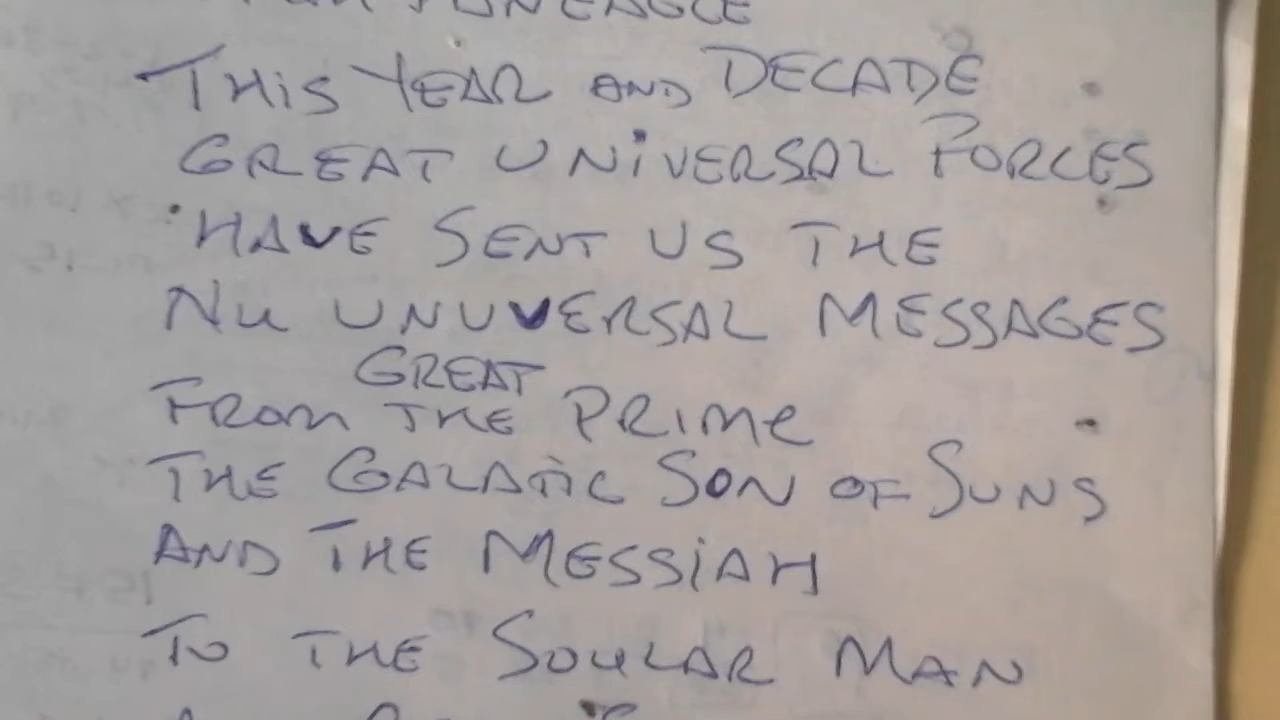 THIS YEAR AND DECADE
GREAT UNIVERSAL FORCES
HAVE SENT US THE
NU UNUVERSAL MESSAGES
GREAT
FROM THE PRIME
THE GALATIC SON OF SUNS
AND THE MESSIAH
TO THE SOULAR MAN